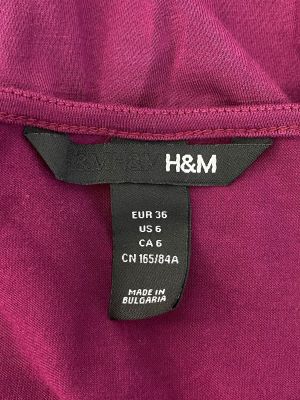 H&M H&M H&M
EUR 36
US 6
CA 6
CN 165/84A
MADE IN
BULGARIA